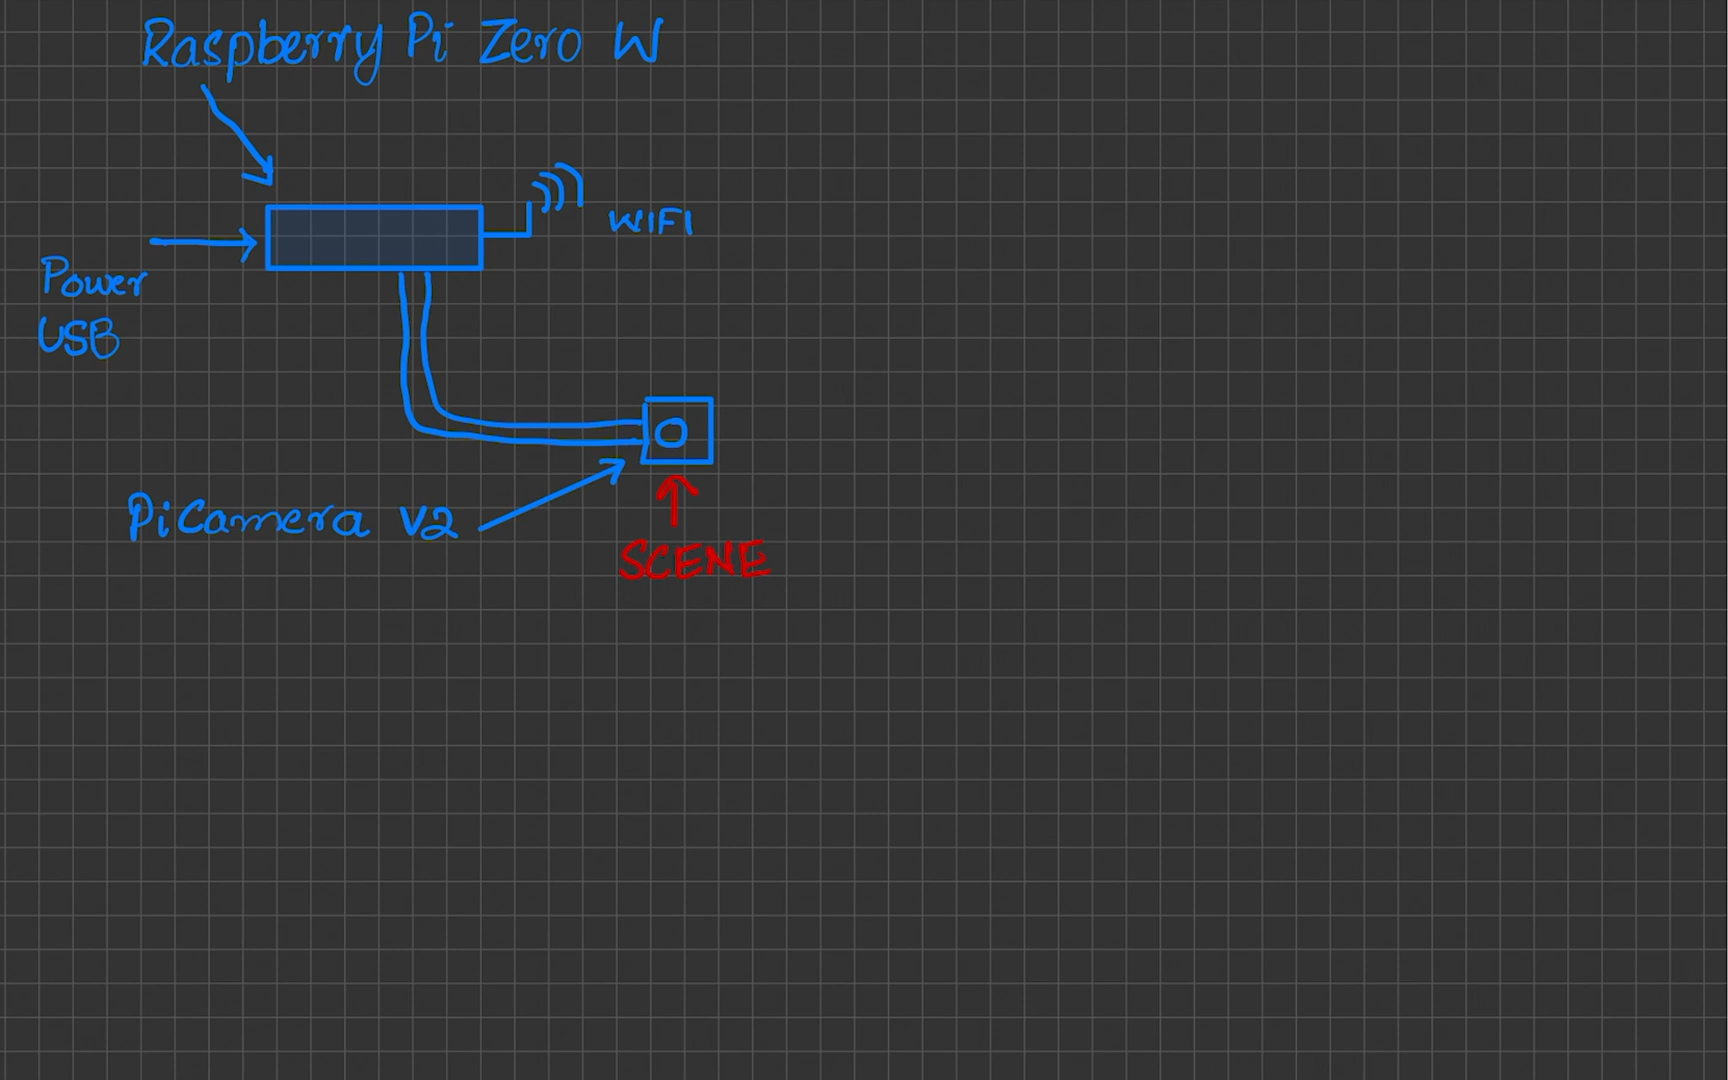 Raspberry Pi Zero W
WIFI
Power
USB
PiCamera V2
SCENE